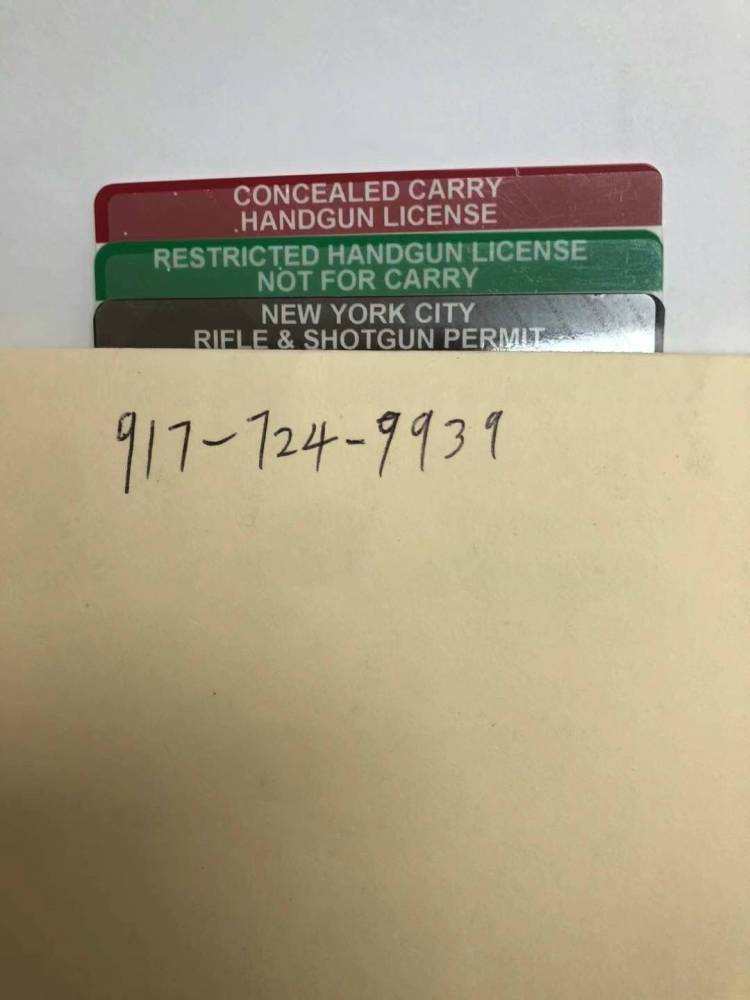 CONCEALED CARRY
HANDGUN LICENSE
RESTRICTED HANDGUN LICENSE
NOT FOR CARRY
NEW YORK CITY
RIFLE & SHOTGUN PERMIT
917-724-9939